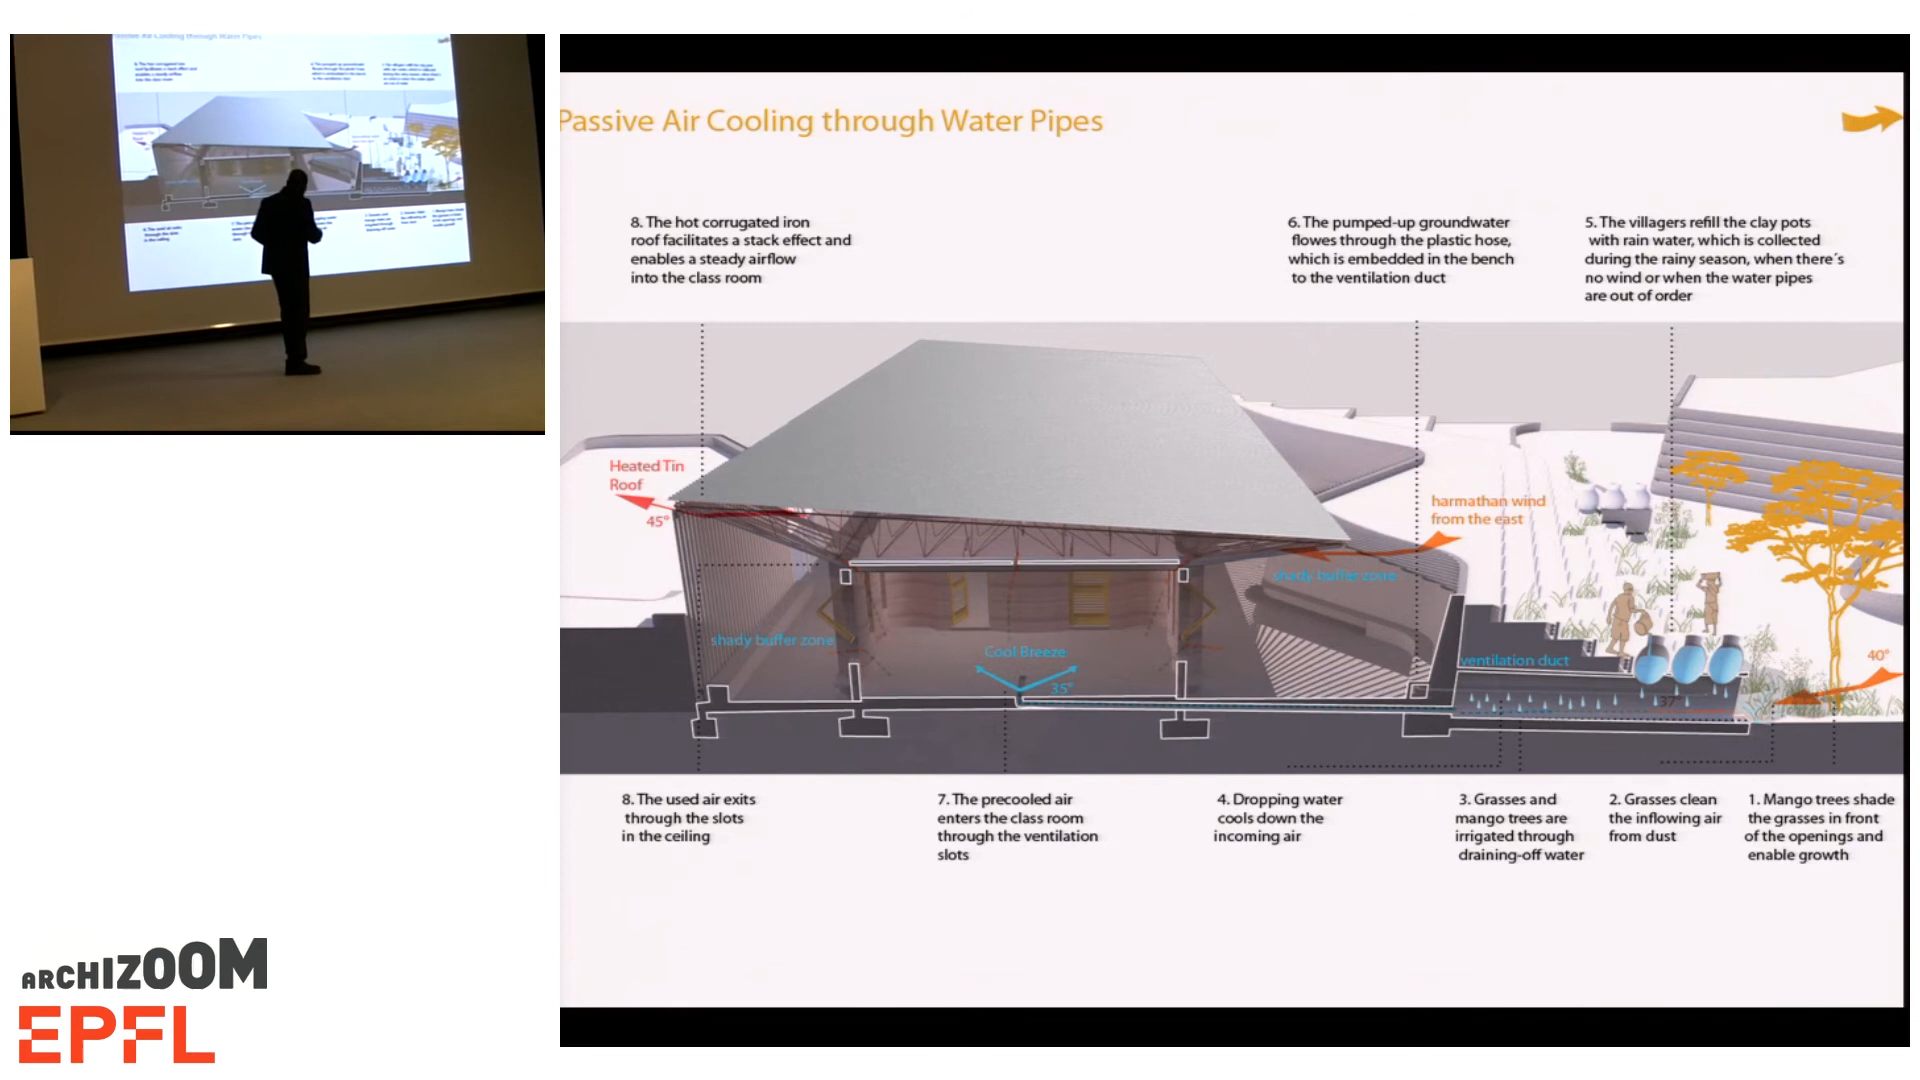 Passive Air Cooling through Water Pipes
8. The hot corrugated iron
roof facilitates a stack effect and
enables a steady airflow
into the class room
6. The pumped-up groundwater
flowes through the plastic hose,
which is embedded in the bench
to the ventilation duct
5. The villagers refill the clay pots
with rain water, which is collected
during the rainy season, when there´s
no wind or when the water pipes
are out of order
Heated Tin
Roof
45°
harmathan wind
from the east
shady buffer zone
shady buffer zone
Cool Breeze
35°
ventilation duct
37°
40°
8. The used air exits
through the slots
in the ceiling
7. The precooled air
enters the class room
through the ventilation
slots
4. Dropping water
cools down the
incoming air
3. Grasses and
mango trees are
irrigated through
draining-off water
2. Grasses clean
the inflowing air
from dust
1. Mango trees shade
the grasses in front
of the openings and
enable growth
ARCHIZOOM
EPFL